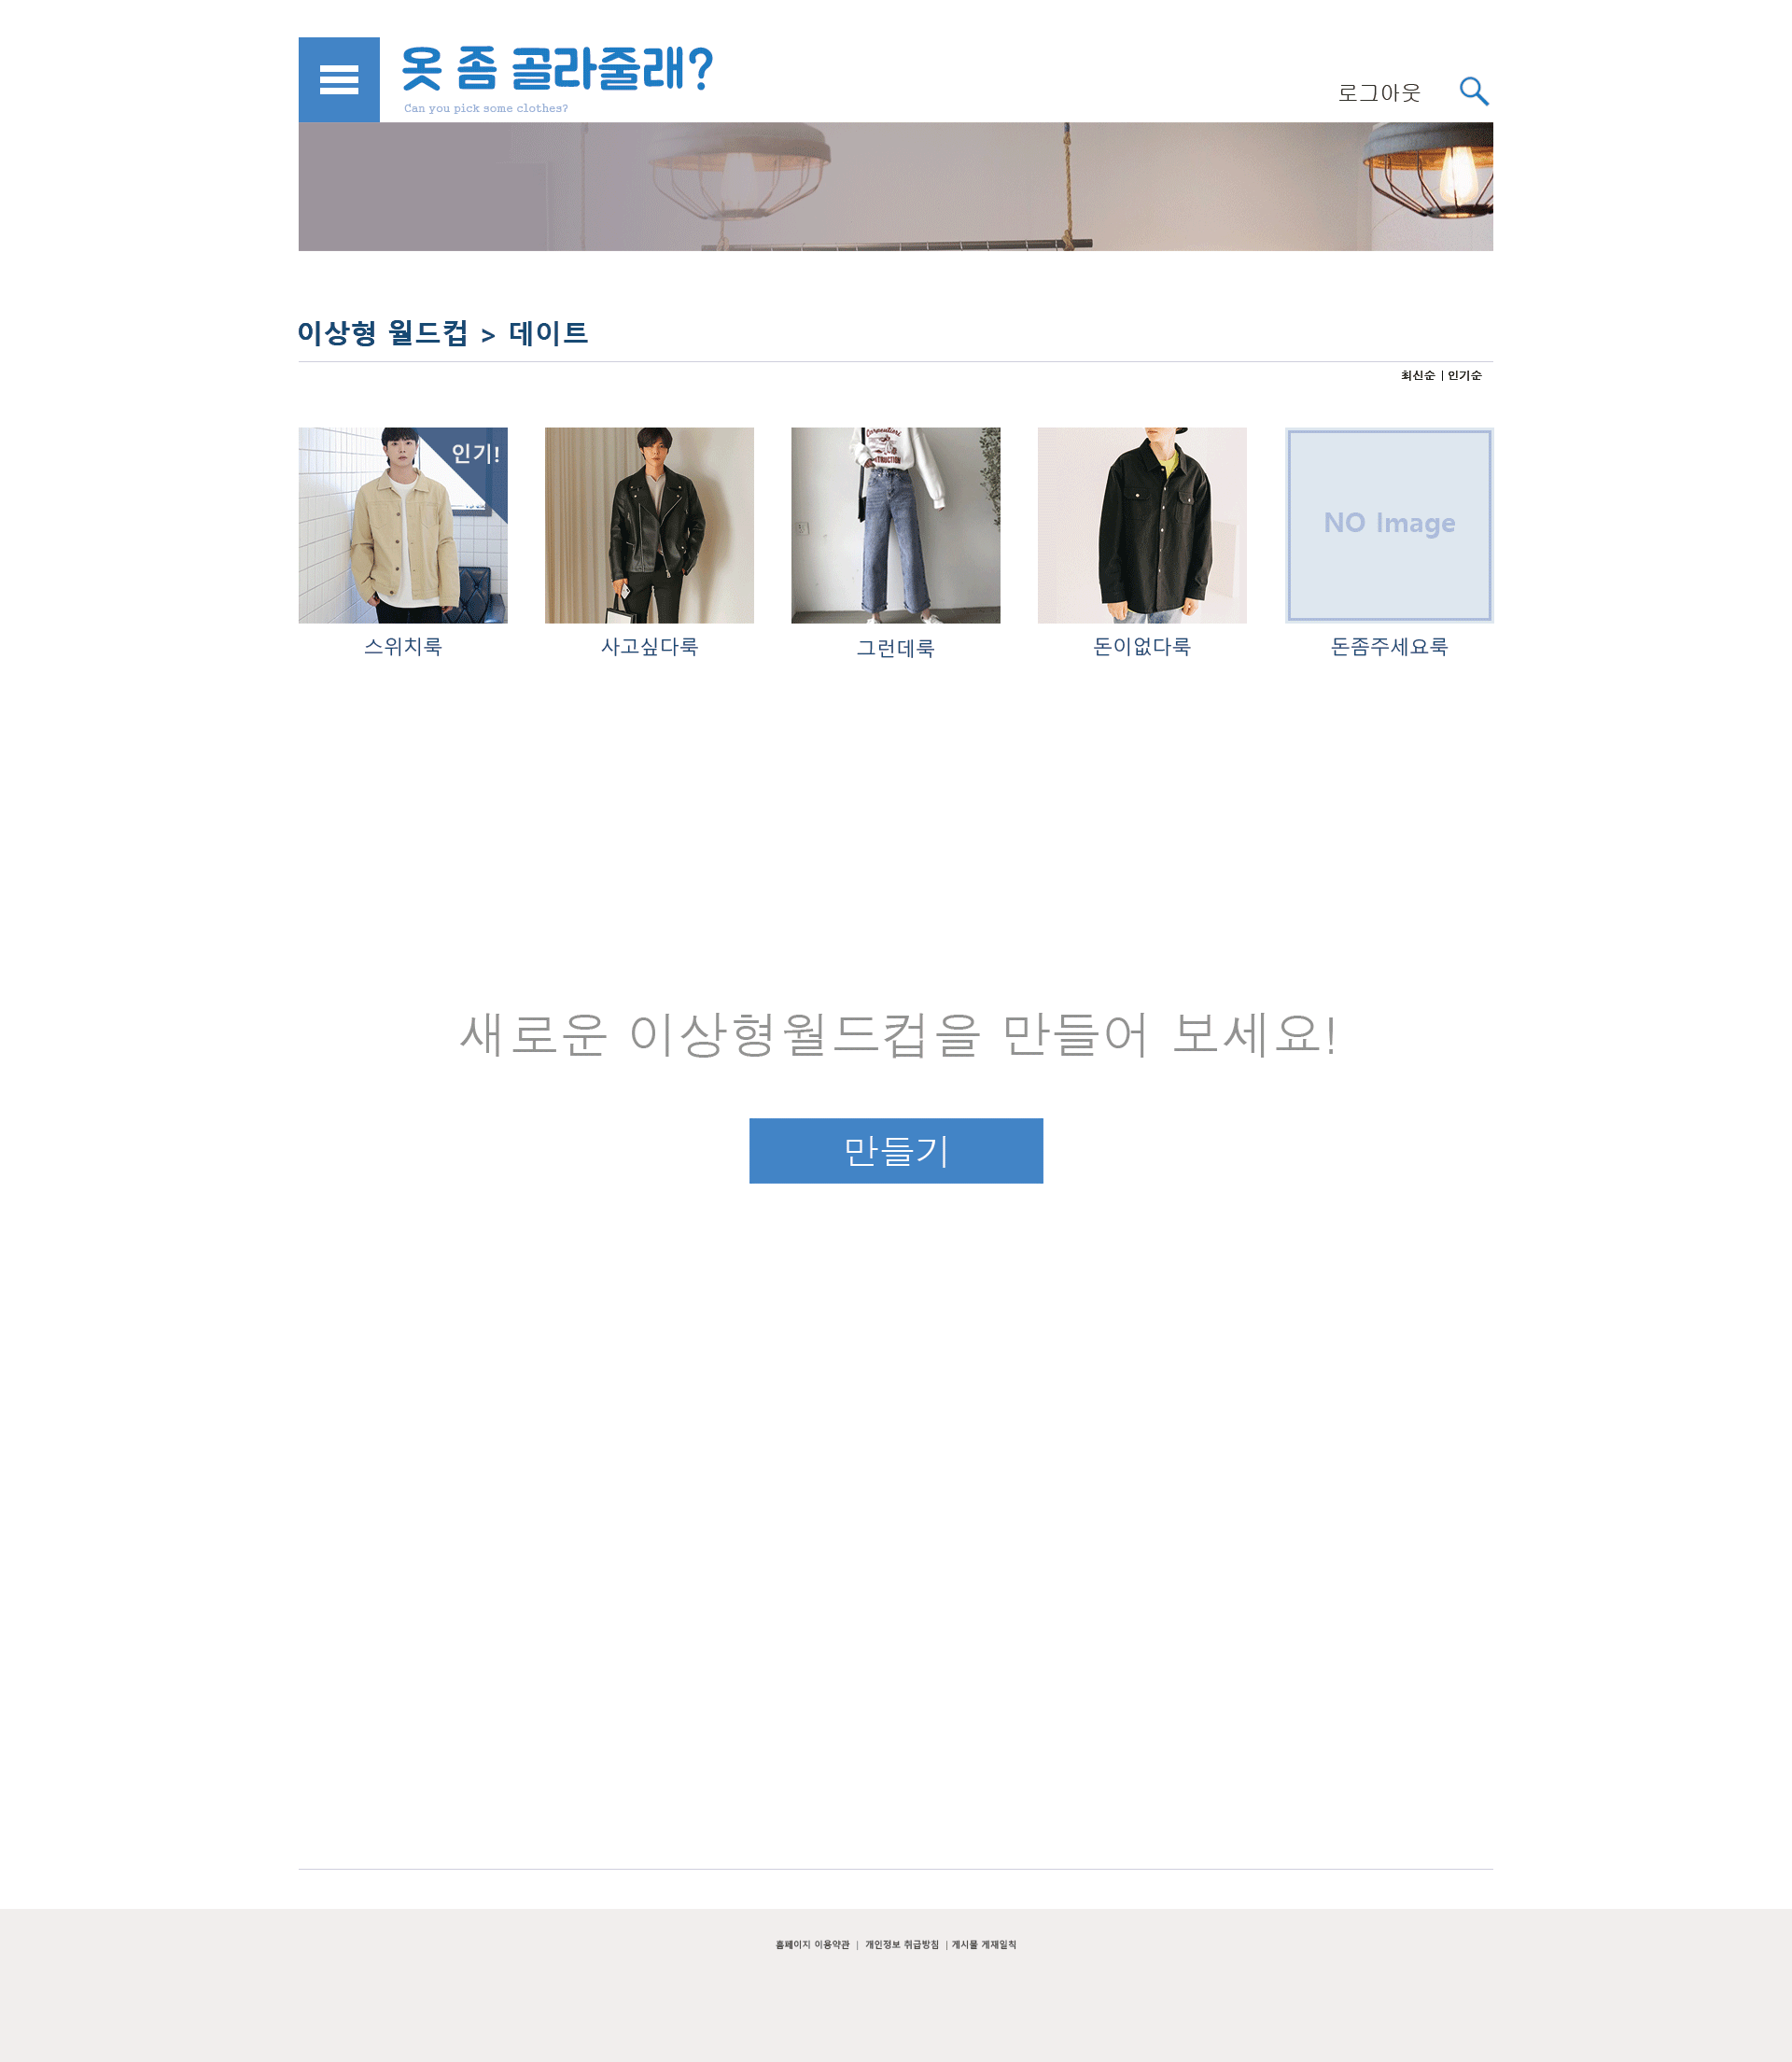 옷 좀 골라줄래?
Can you pick some clothes?
로그아웃
이상형 월드컵 > 데이트
최신순 | 인기순
인기!
NO Image
스위치룩
사고싶다룩
그런데룩
돈이없다룩
돈좀주세요룩
새로운 이상형월드컵을 만들어 보세요!
만들기
홈페이지 이용약관 | 개인정보 취급방침 | 게시물 게재일칙